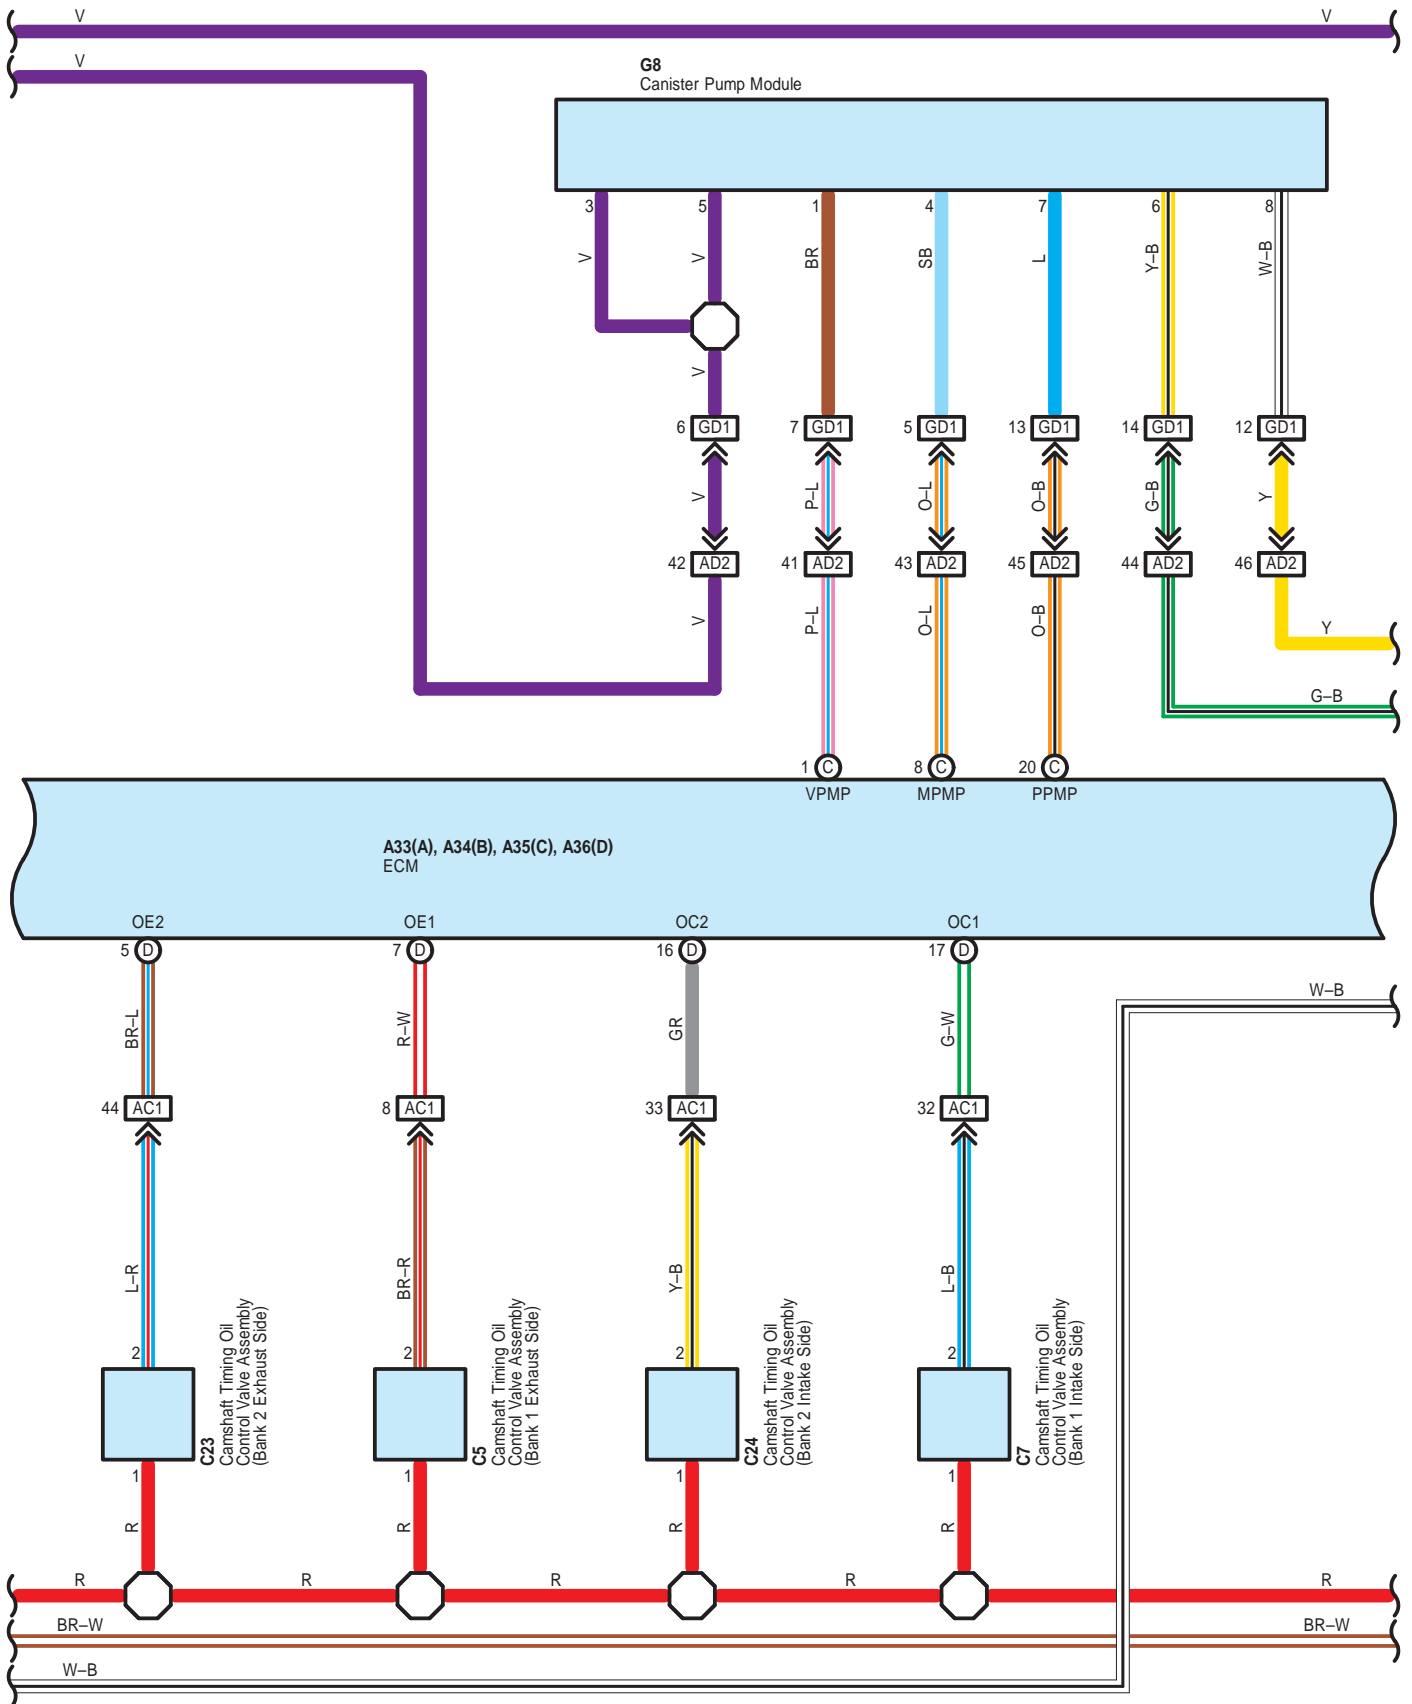 V V
V
G8
Canister Pump Module
3 5 1 4 7 6 8
V V BR SB L Y–B W–B
V
6 GD1 7 GD1 5 GD1 13 GD1 14 GD1 12 GD1
V P–L O–L O–B G–B Y
42 AD2 41 AD2 43 AD2 45 AD2 44 AD2 46 AD2
V P–L O–L O–B
Y
G–B
1 C 8 C 20 C
VPMP MPMP PPMP
A33(A), A34(B), A35(C), A36(D)
ECM
OE2 OE1 OC2 OC1
5 D 7 D 16 D 17 D
W–B
BR–L R–W GR G–W
44 AC1 8 AC1 33 AC1 32 AC1
L–R BR–R Y–B L–B
2 2 2 2
C23
Camshaft Timing Oil
Control Valve Assembly
(Bank 2 Exhaust Side)
C5
Camshaft Timing Oil
Control Valve Assembly
(Bank 1 Exhaust Side)
C24
Camshaft Timing Oil
Control Valve Assembly
(Bank 2 Intake Side)
C7
Camshaft Timing Oil
Control Valve Assembly
(Bank 1 Intake Side)
1 1 1 1
R R R R
R R R R R
BR–W BR–W
W–B